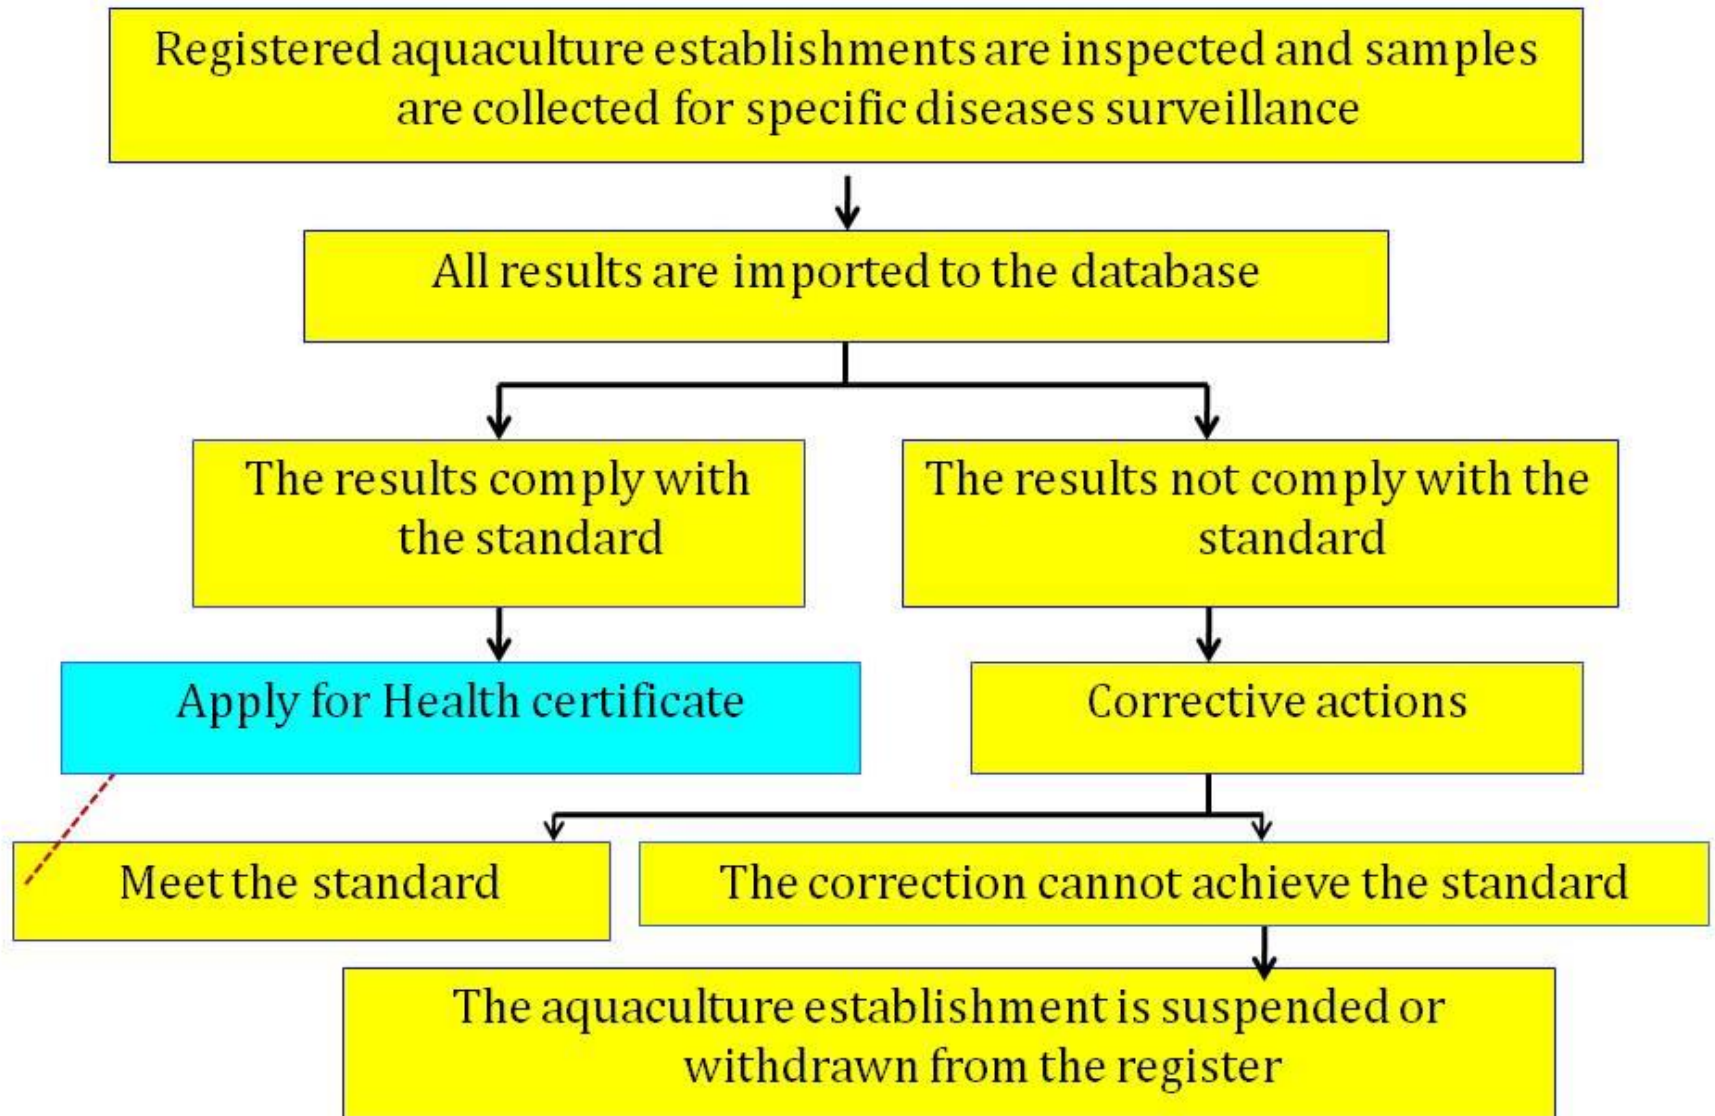 Registered aquaculture establishments are inspected and samples
are collected for specific diseases surveillance
All results are imported to the database
The results comply with
the standard
The results not comply with the
standard
Apply for Health certificate
Corrective actions
Meet the standard
The correction cannot achieve the standard
The aquaculture establishment is suspended or
withdrawn from the register